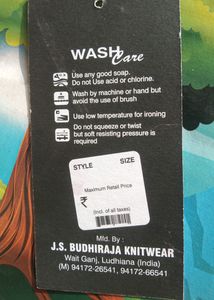 WASH
Care
Use any good soap.
Do not Use acid or chlorine.
Wash by machine or hand but
avoid the use of brush
Use low temperature for ironing
Do not squeeze or twist
but soft resisting pressure is
required
STYLE SIZE
Maximum Retail Price
₹
(Incl. of all taxes)
Mfd. By :
J.S. BUDHIRAJA KNITWEAR
Wait Ganj, Ludhiana (India)
(M) 94172-26541, 94172-66541